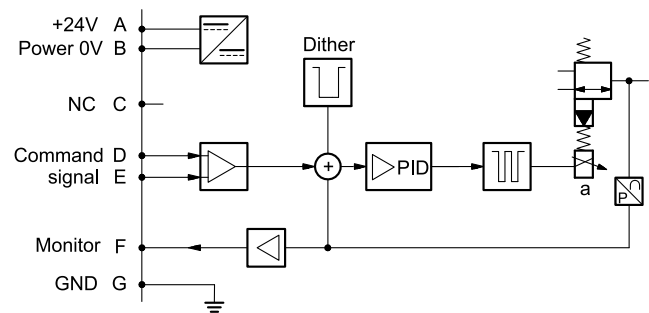 +24V A
Power 0V B
Dither
NC C
Command D
signal E
PID
a
P
Monitor F
GND G